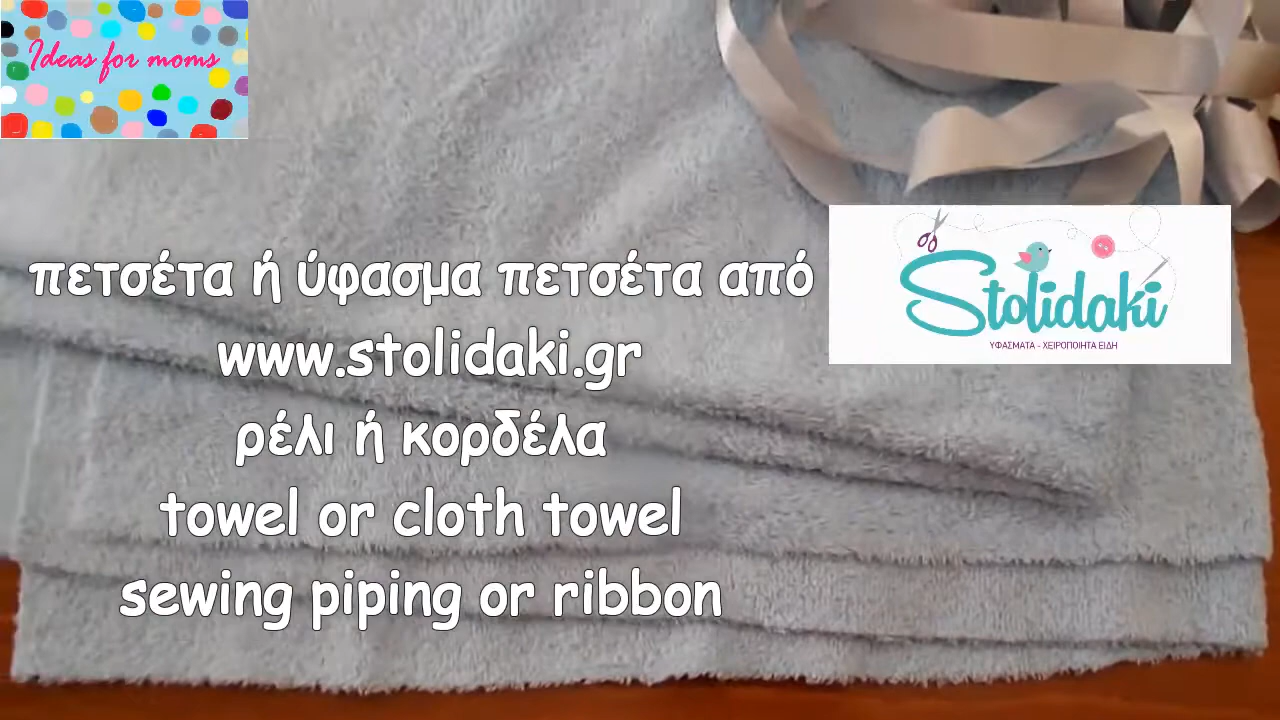 Ideas for moms
πετσέτα ή ύφασμα πετσέτα από
Stolidaki
ΥΦΑΣΜΑΤΑ - ΧΕΙΡΟΠΟΙΗΤΑ ΕΙΔΗ
www.stolidaki.gr
ρέλι ή κορδέλα
towel or cloth towel
sewing piping or ribbon